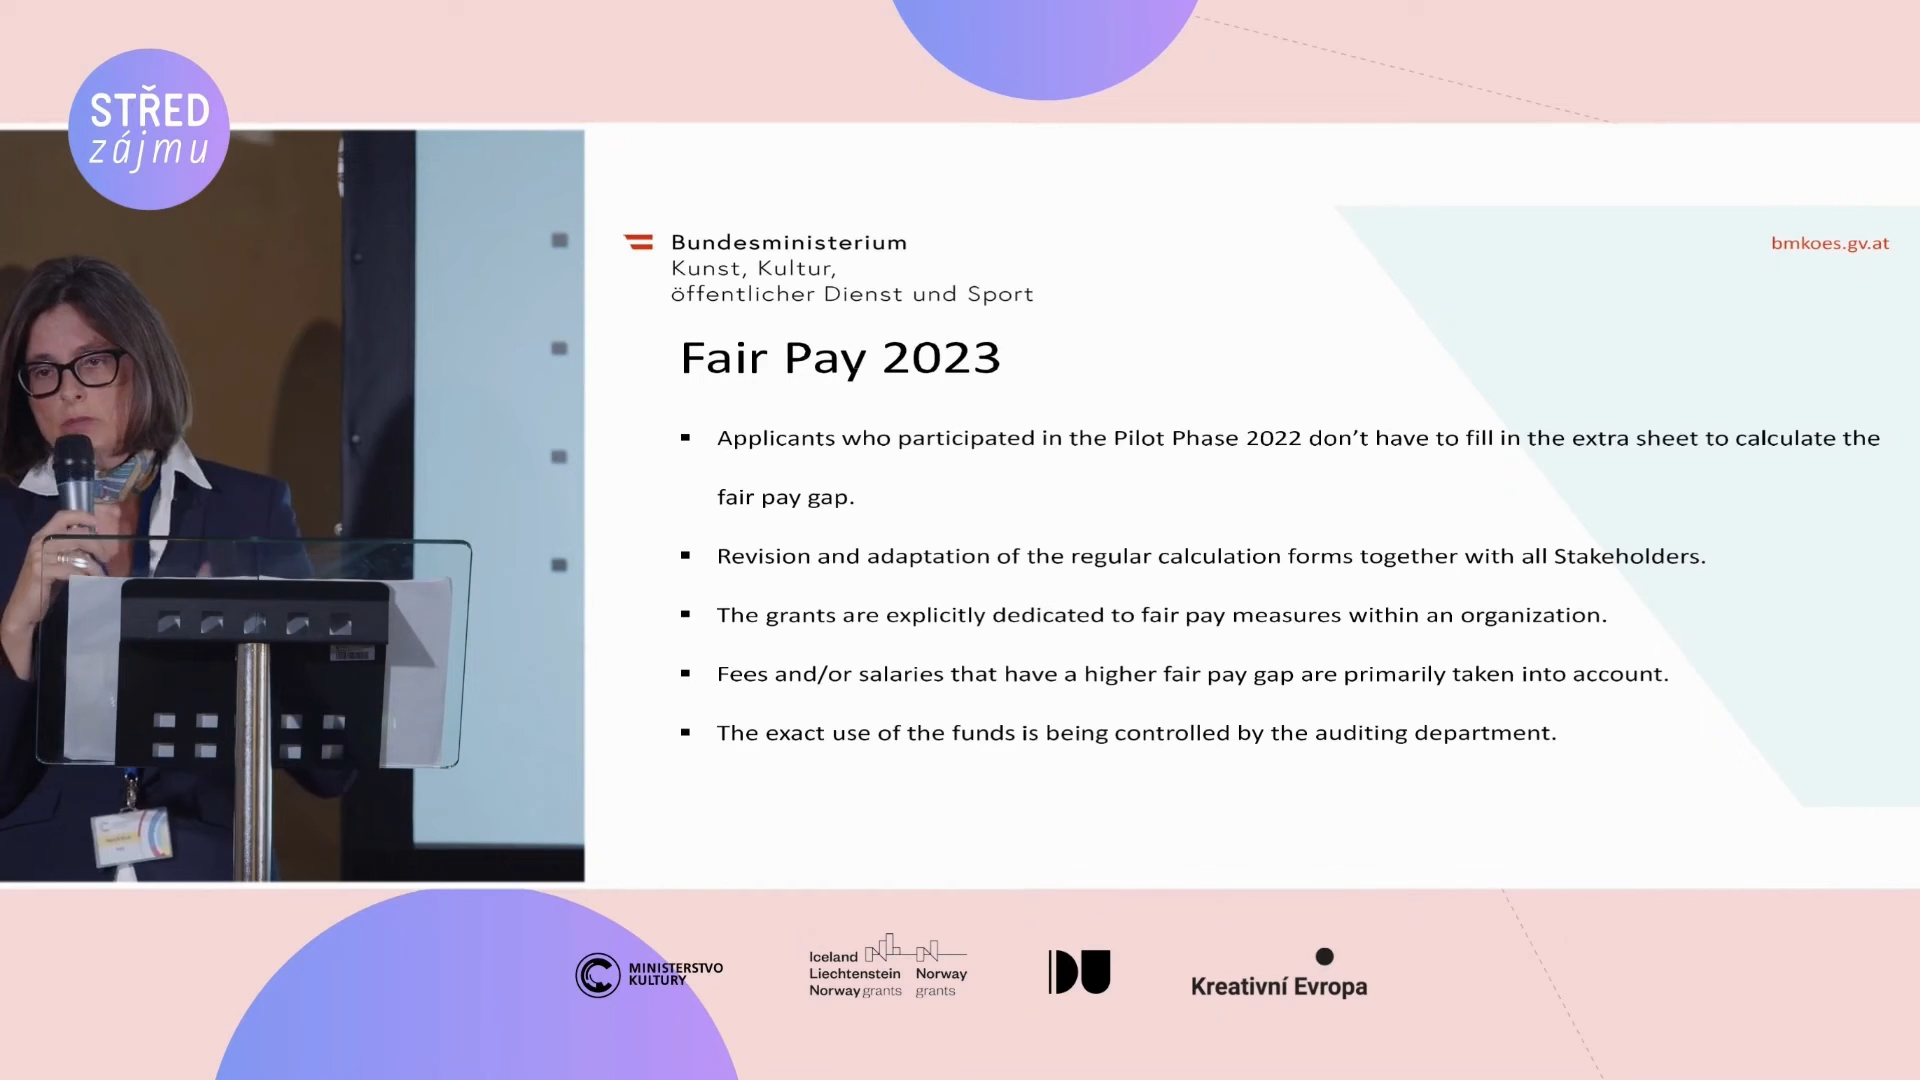 STŘED
zájmu
Bundesministerium
Kunst, Kultur,
öffentlicher Dienst und Sport
bmkoes.gv.at
Fair Pay 2023
▪ Applicants who participated in the Pilot Phase 2022 don’t have to fill in the extra sheet to calculate the
fair pay gap.
▪ Revision and adaptation of the regular calculation forms together with all Stakeholders.
▪ The grants are explicitly dedicated to fair pay measures within an organization.
▪ Fees and/or salaries that have a higher fair pay gap are primarily taken into account.
▪ The exact use of the funds is being controlled by the auditing department.
MINISTERSTVO
KULTURY
Iceland
Liechtenstein
Norway grants
Norway
grants
DU
Kreativní Evropa